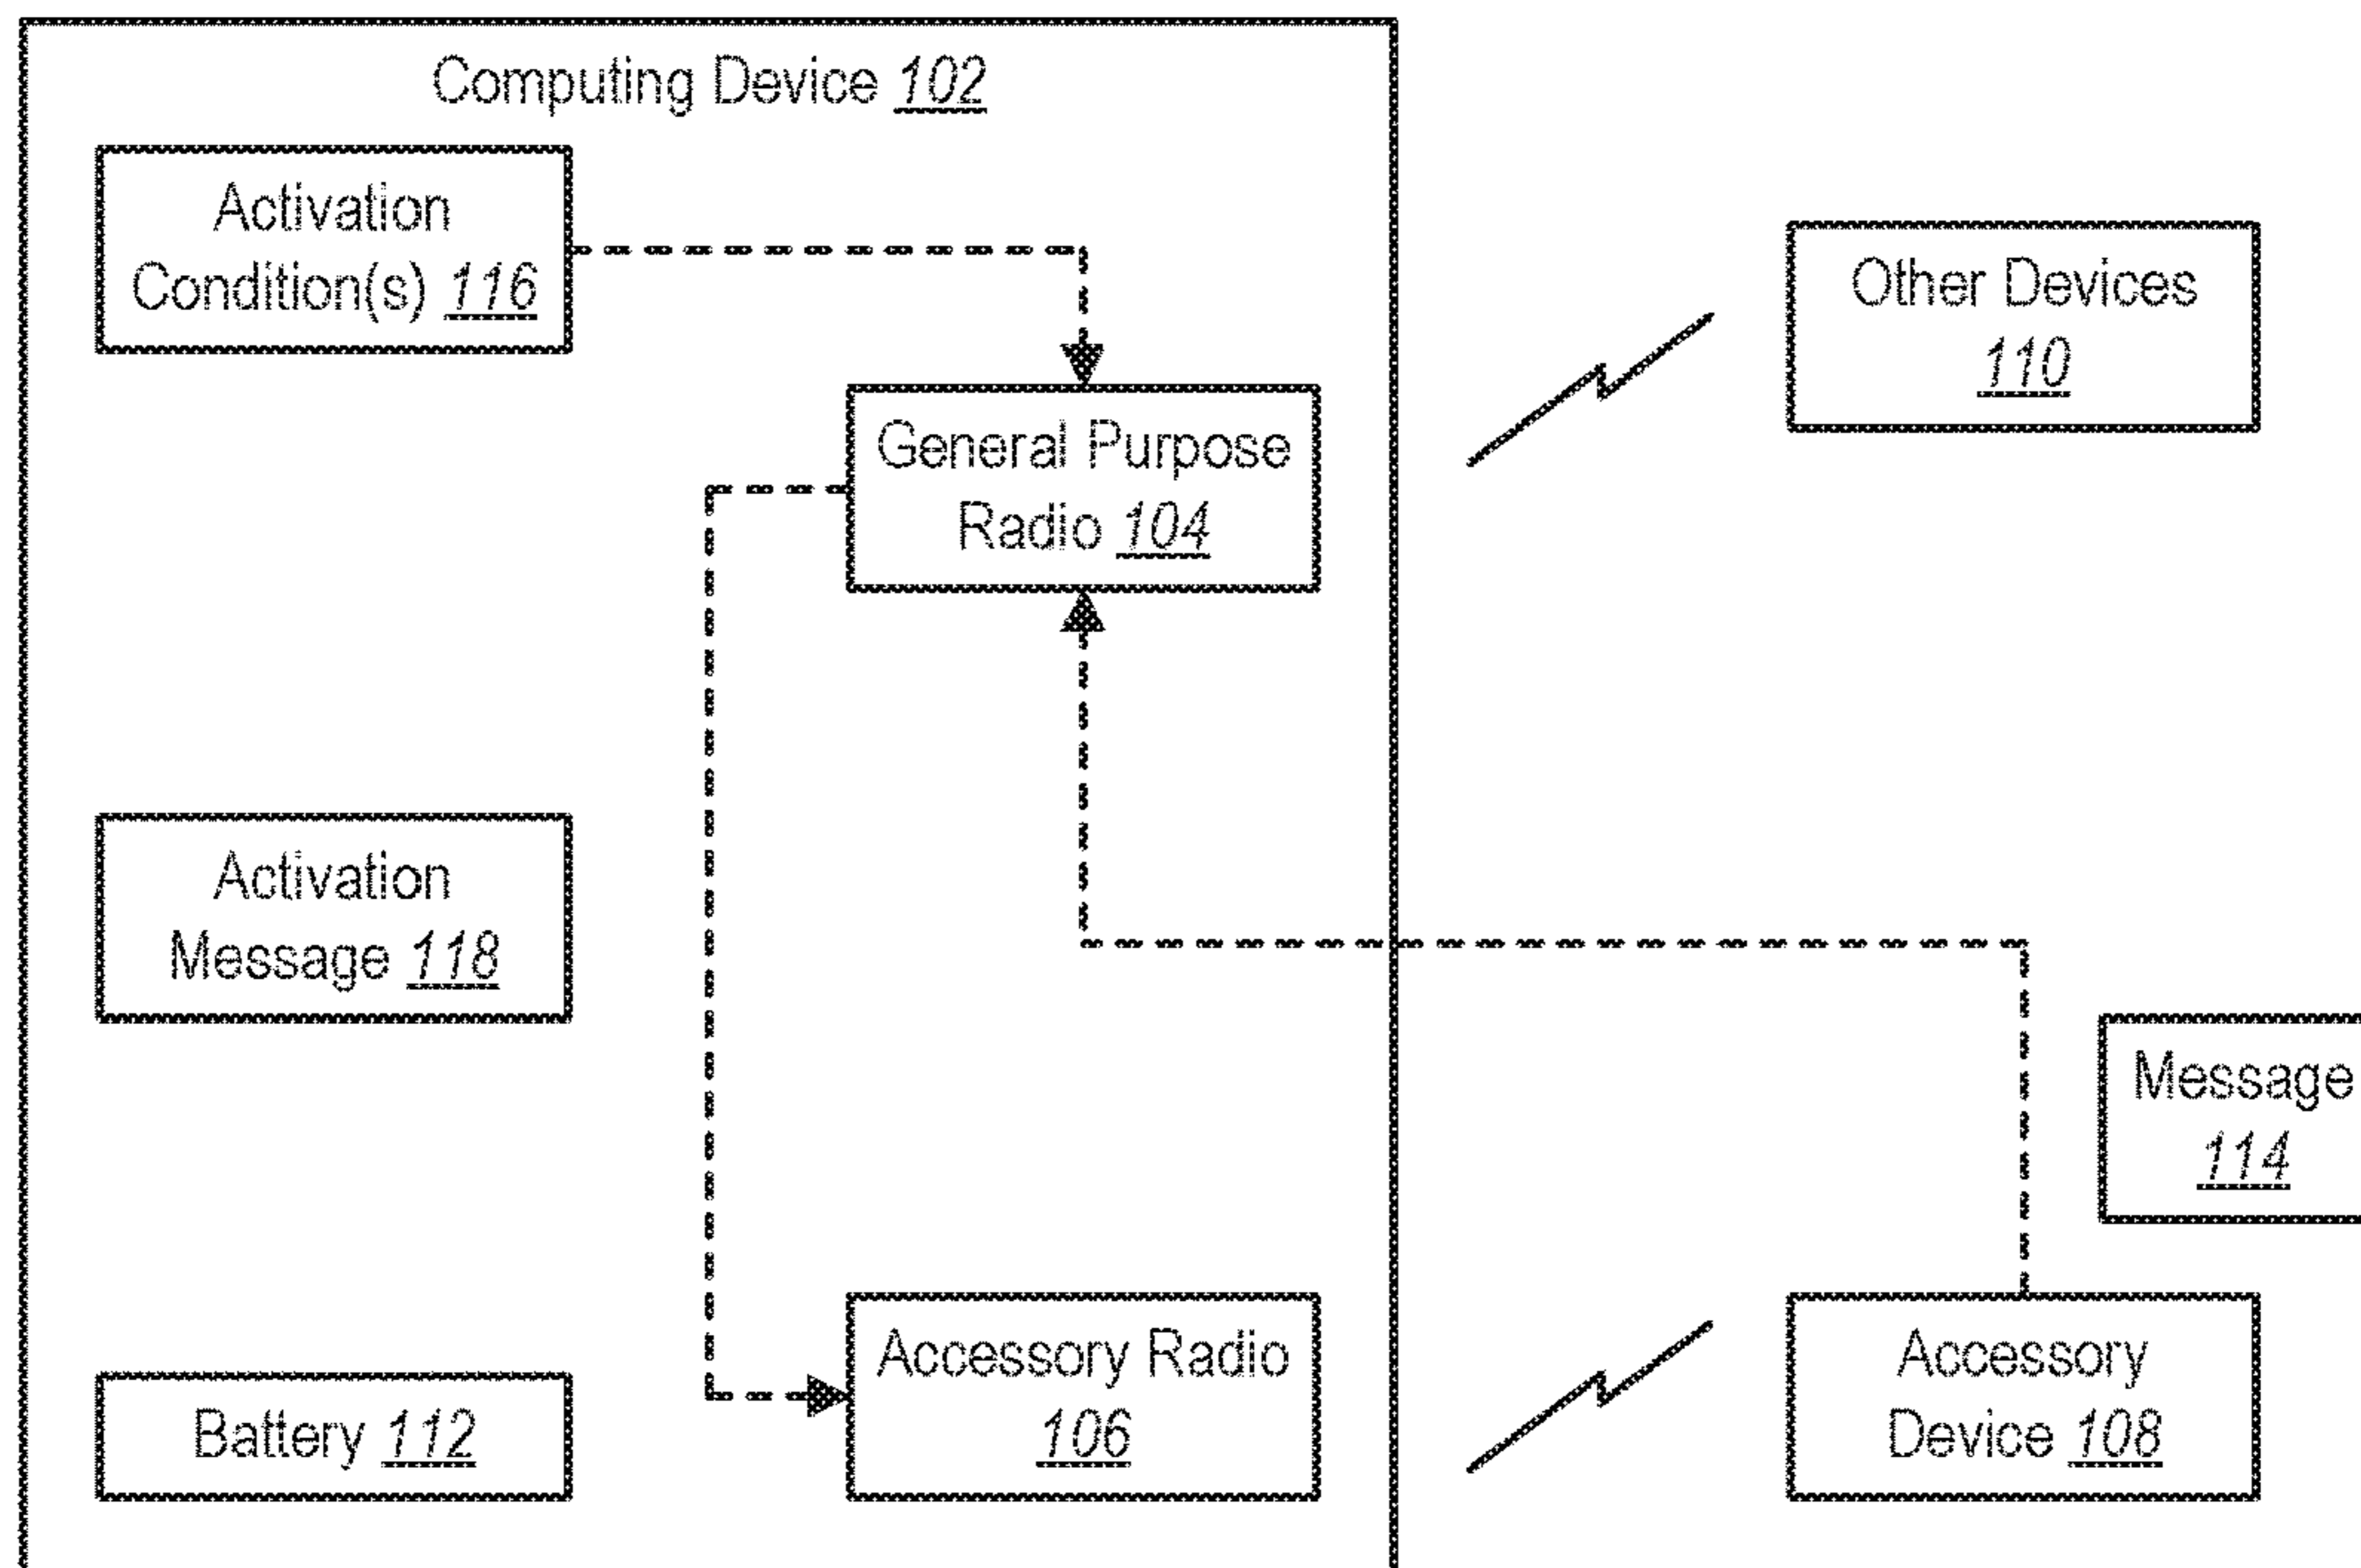 Computing Device 102
Activation
Condition(s) 116
Other Devices
110
General Purpose
Radio 104
Activation
Message 118
Message
114
Accessory Radio
106
Accessory
Device 108
Battery 112